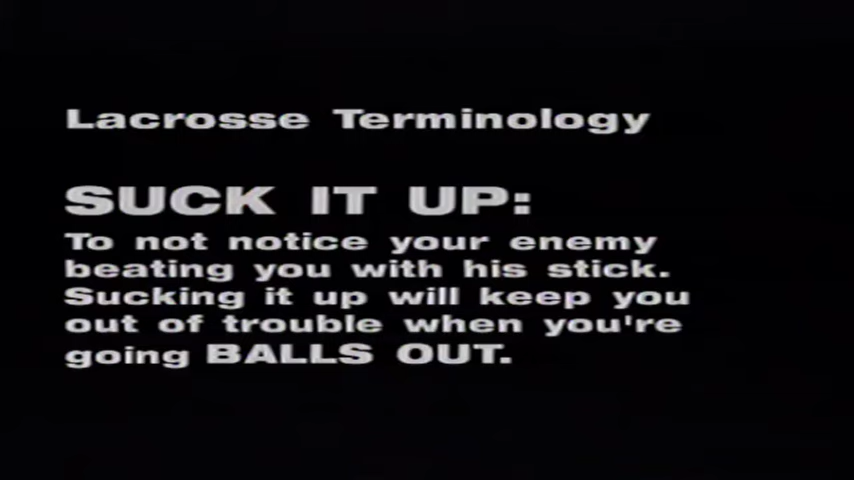 Lacrosse Terminology
SUCK IT UP:
To not notice your enemy
beating you with his stick.
Sucking it up will keep you
out of trouble when you're
going BALLS OUT.